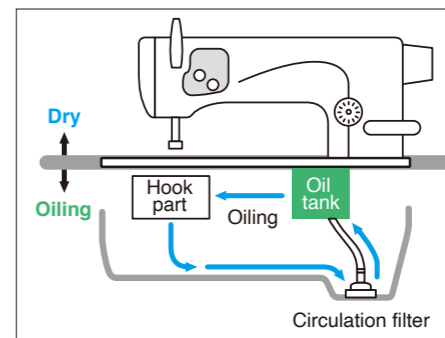 Dry
Oiling
Hook
part
Oiling
Oil
tank
Circulation filter